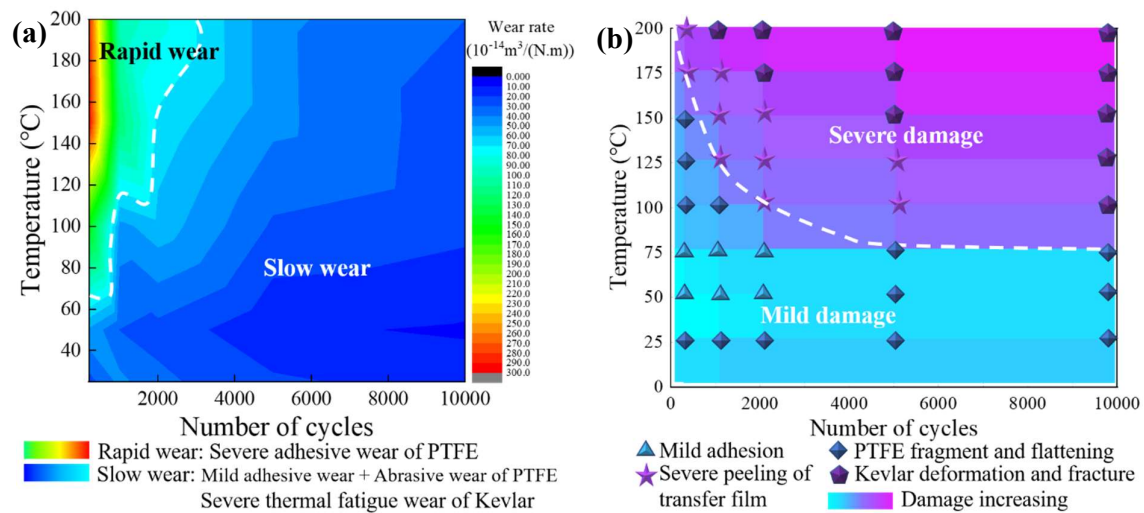 (a)
Rapid wear
Slow wear
Temperature (°C)
200
180
160
140
120
100
80
60
40
2000
4000
6000
8000
10000
Number of cycles
Wear rate
(10⁻¹⁴m³/(N.m))
0.000
10.00
20.00
30.00
40.00
50.00
60.00
70.00
80.00
90.00
100.0
110.0
120.0
130.0
140.0
150.0
160.0
170.0
180.0
190.0
200.0
210.0
220.0
230.0
240.0
250.0
260.0
270.0
280.0
290.0
300.0
Rapid wear: Severe adhesive wear of PTFE
Slow wear: Mild adhesive wear + Abrasive wear of PTFE
Severe thermal fatigue wear of Kevlar
(b)
Severe damage
Mild damage
Temperature (°C)
200
175
150
125
100
75
50
25
0
0
2000
4000
6000
8000
10000
Number of cycles
Mild adhesion
PTFE fragment and flattening
Severe peeling of
transfer film
Kevlar deformation and fracture
Damage increasing